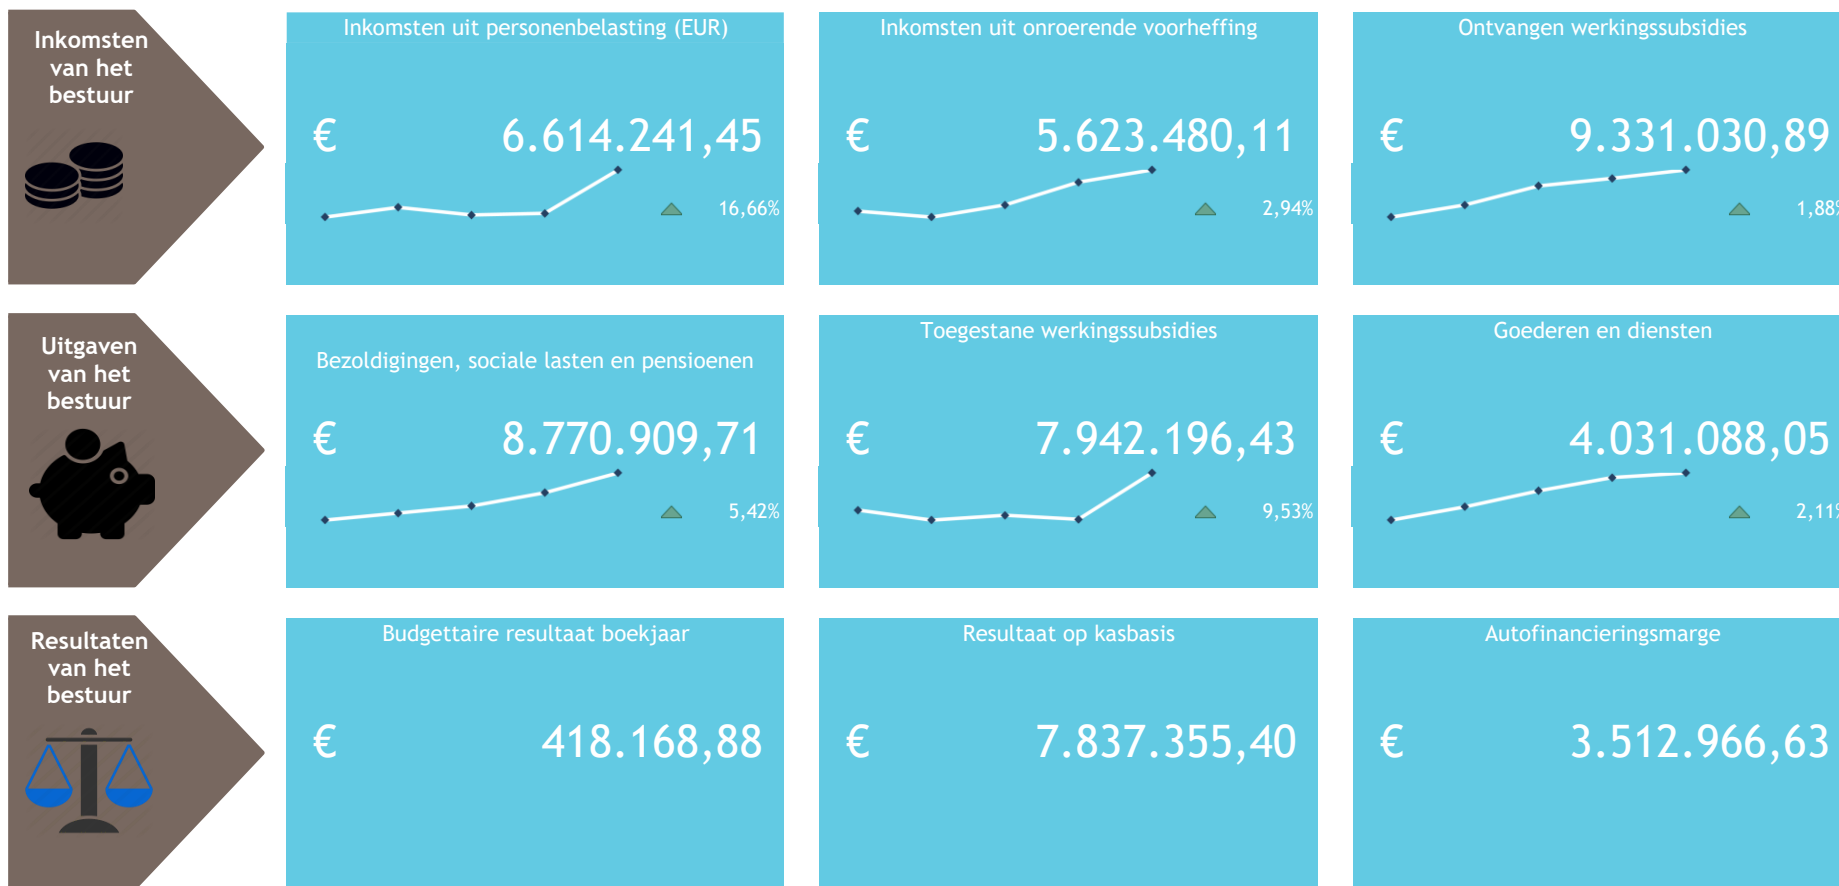 Inkomsten
van het
bestuur
Inkomsten uit personenbelasting (EUR)
€ 6.614.241,45
16,66%
Inkomsten uit onroerende voorheffing
€ 5.623.480,11
2,94%
Ontvangen werkingssubsidies
€ 9.331.030,89
1,88%
Uitgaven
van het
bestuur
Bezoldigingen, sociale lasten en pensioenen
€ 8.770.909,71
5,42%
Toegestane werkingssubsidies
€ 7.942.196,43
9,53%
Goederen en diensten
€ 4.031.088,05
2,11%
Resultaten
van het
bestuur
Budgettaire resultaat boekjaar
€ 418.168,88
Resultaat op kasbasis
€ 7.837.355,40
Autofinancieringsmarge
€ 3.512.966,63